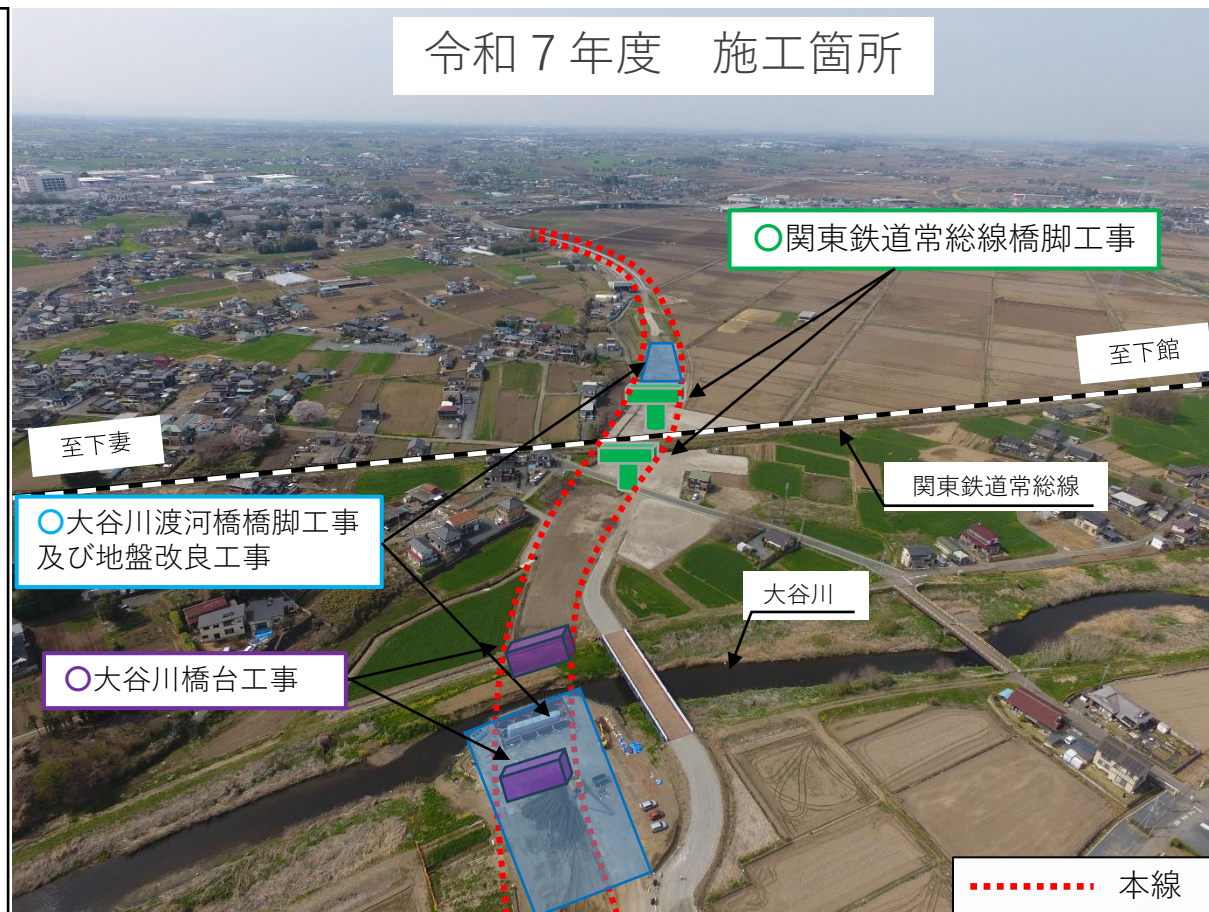 令和７年度　施工箇所
〇関東鉄道常総線橋脚工事
至下館
至下妻
関東鉄道常総線
〇大谷川渡河橋橋脚工事
及び地盤改良工事
大谷川
〇大谷川橋台工事
本線